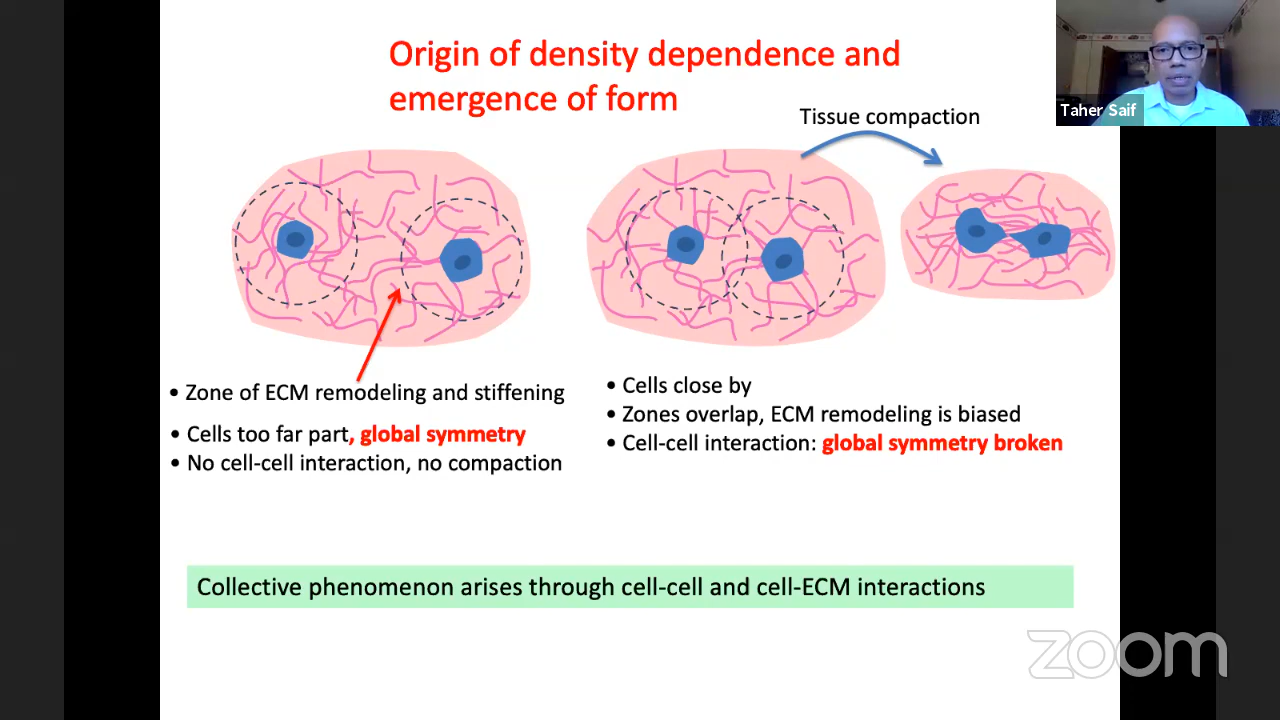 Origin of density dependence and
emergence of form
Taher Saif
Tissue compaction
• Zone of ECM remodeling and stiffening
• Cells too far part, global symmetry
• No cell-cell interaction, no compaction
• Cells close by
• Zones overlap, ECM remodeling is biased
• Cell-cell interaction: global symmetry broken
Collective phenomenon arises through cell-cell and cell-ECM interactions
zoom